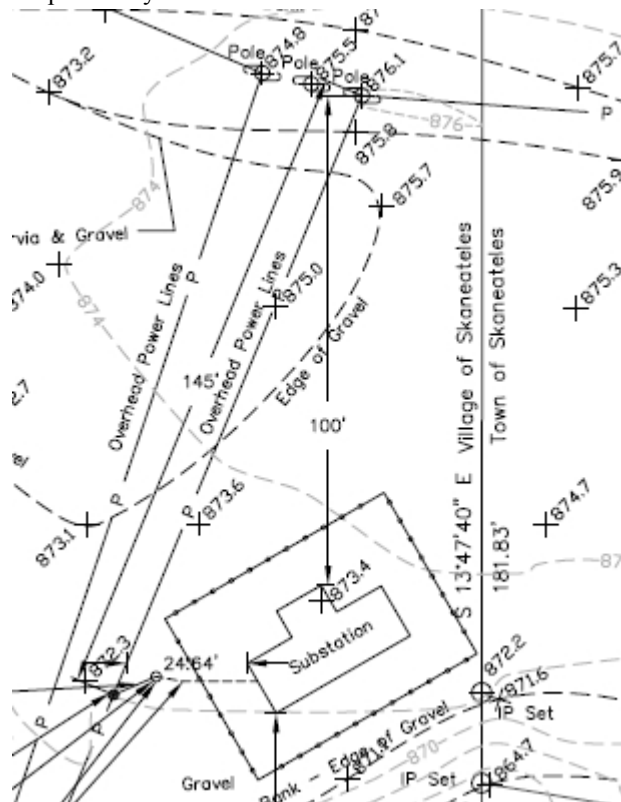 Pole
874.8
Pole
875.5
Pole
876.1
873.2
875.7
P
876
875.8
875.9
874
875.7
rvia & Gravel
874.0
Overhead Power Lines
P
Overhead Power Lines
P
875.0
875.3
874
145'
Edge of Gravel
100'
S 13°47'40" E
181.83'
Village of Skaneateles
Town of Skaneateles
2.7
873.1
P
P
873.6
874.7
87
873.4
Substation
872.3
24.64'
872.2
871.6
IP Set
P
P
Gravel
Bank - Edge of Gravel
870
IP Set
864.7